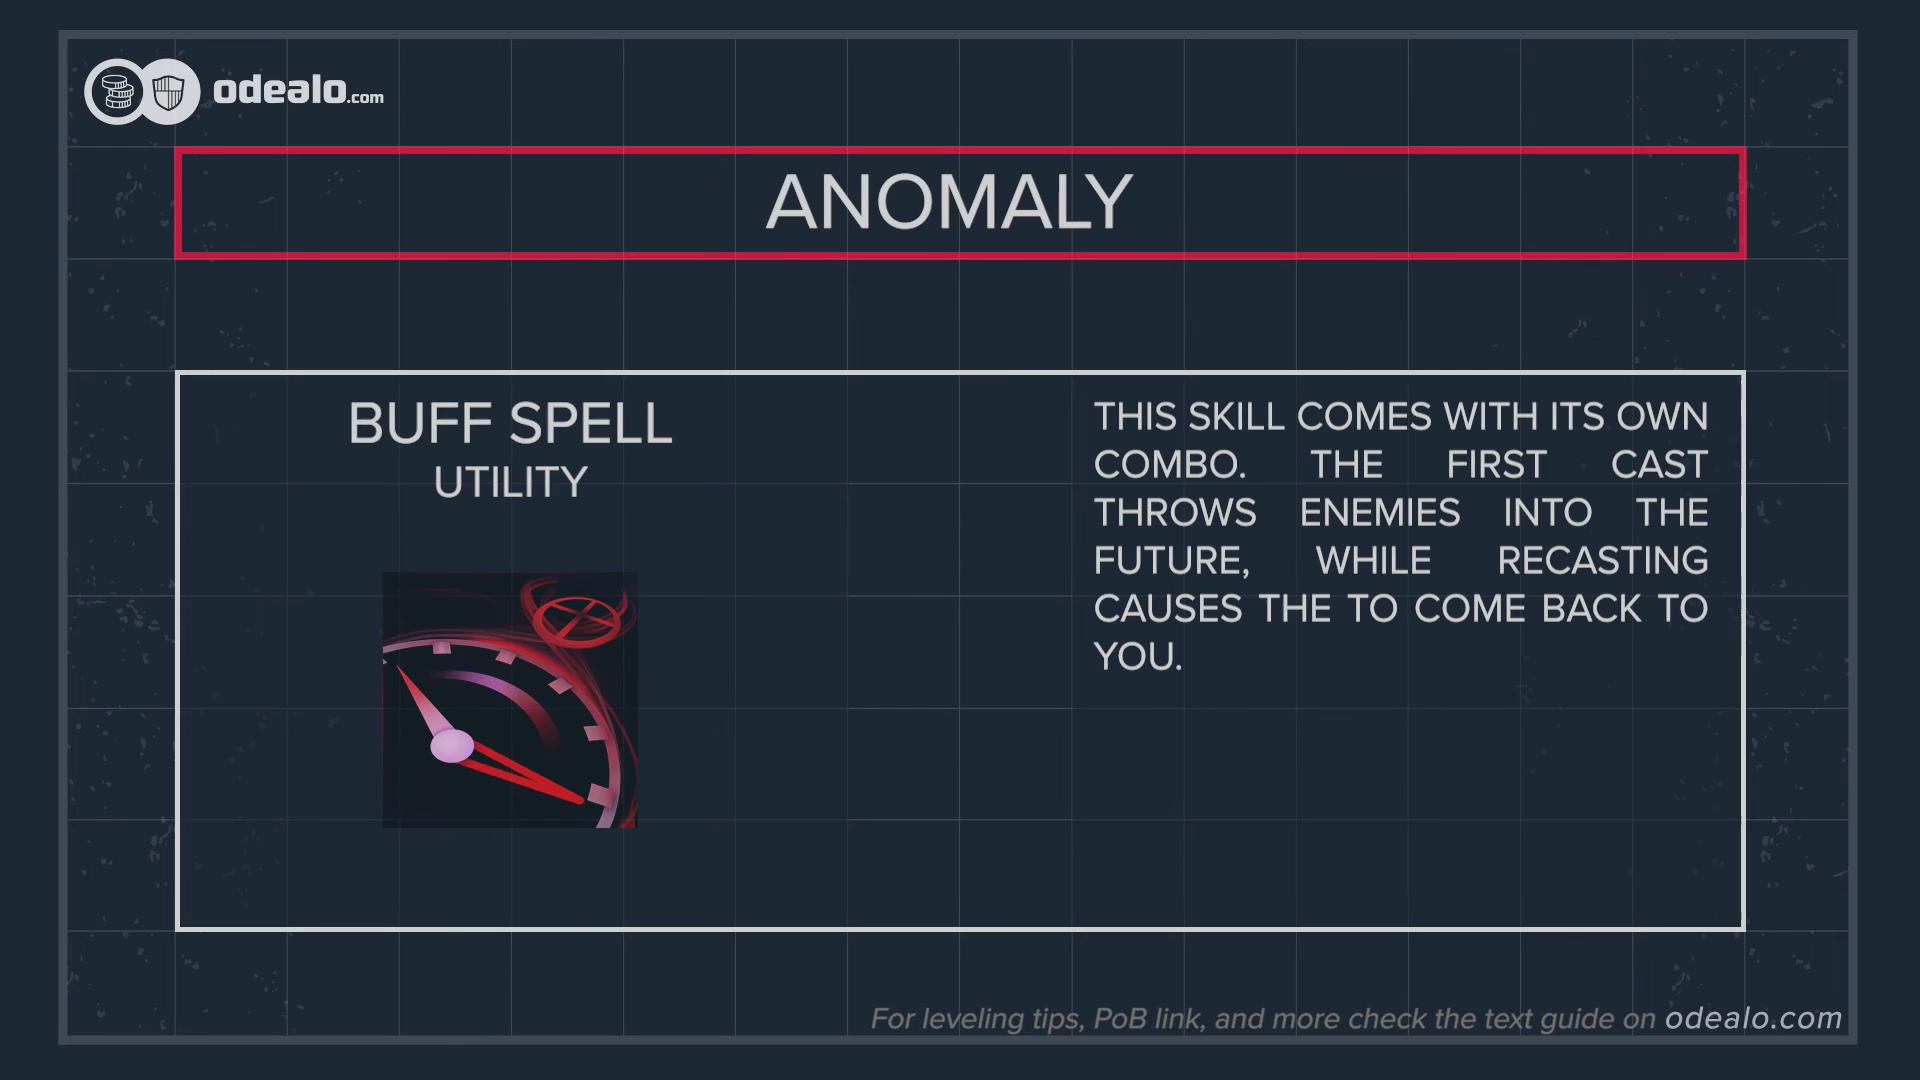 odealo.com
ANOMALY
BUFF SPELL
UTILITY
THIS SKILL COMES WITH ITS OWN
COMBO. THE FIRST CAST
THROWS ENEMIES INTO THE
FUTURE, WHILE RECASTING
CAUSES THE TO COME BACK TO
YOU.
For leveling tips, PoB link, and more check the text guide on odealo.com